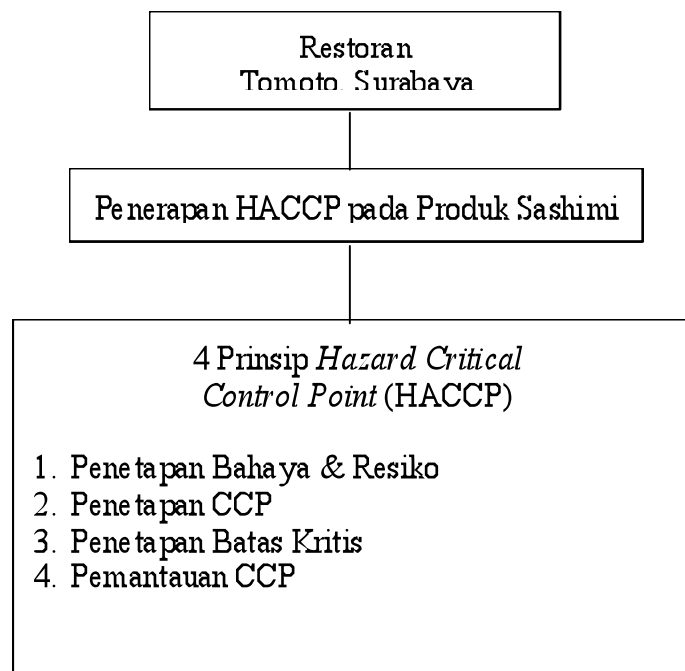 Restoran
Tomoto, Surabaya
Penerapan HACCP pada Produk Sashimi
4 Prinsip Hazard Critical
Control Point (HACCP)
1. Penetapan Bahaya & Resiko
2. Penetapan CCP
3. Penetapan Batas Kritis
4. Pemantauan CCP